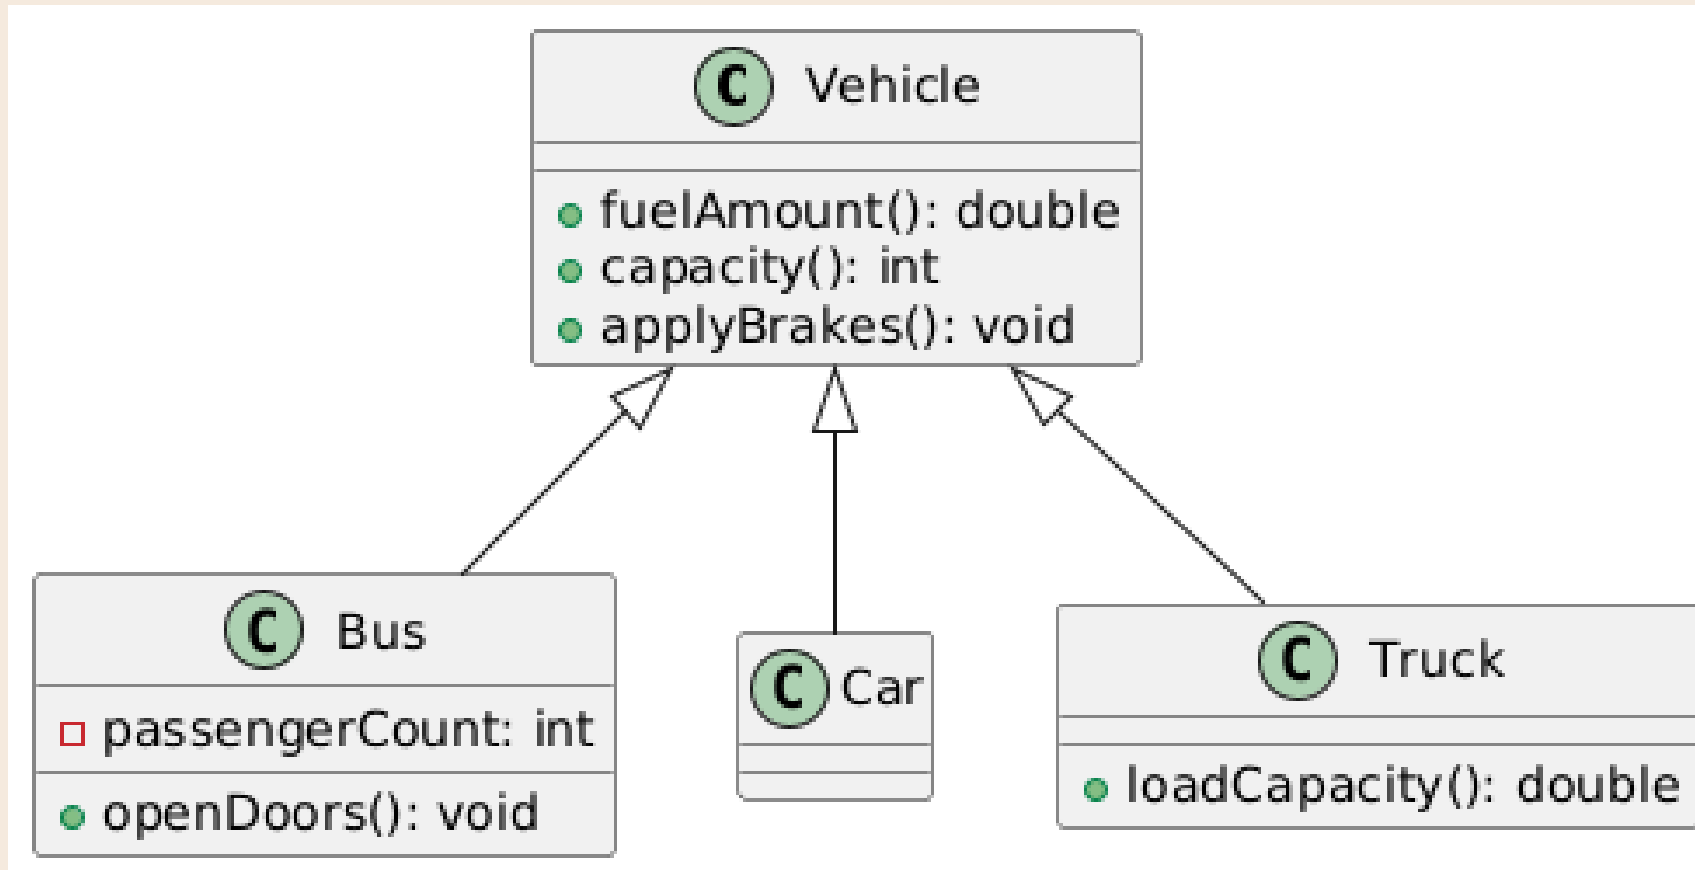 C Vehicle
fuelAmount(): double
capacity(): int
applyBrakes(): void
C Bus
passengerCount: int
openDoors(): void
C Car
C Truck
loadCapacity(): double